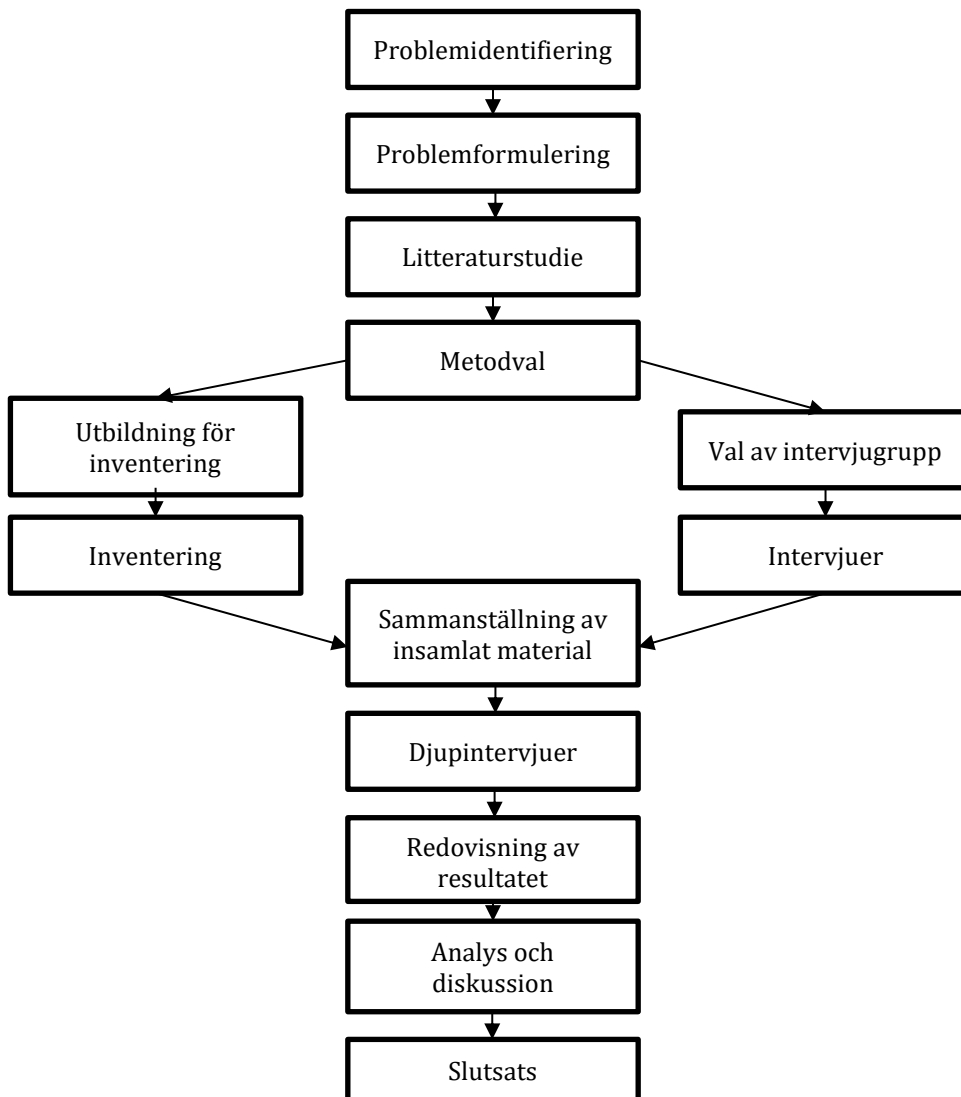 Problemidentifiering
Problemformulering
Litteraturstudie
Metodval
Utbildning för
inventering
Val av intervjugrupp
Inventering
Intervjuer
Sammanställning av
insamlat material
Djupintervjuer
Redovisning av
resultatet
Analys och
diskussion
Slutsats